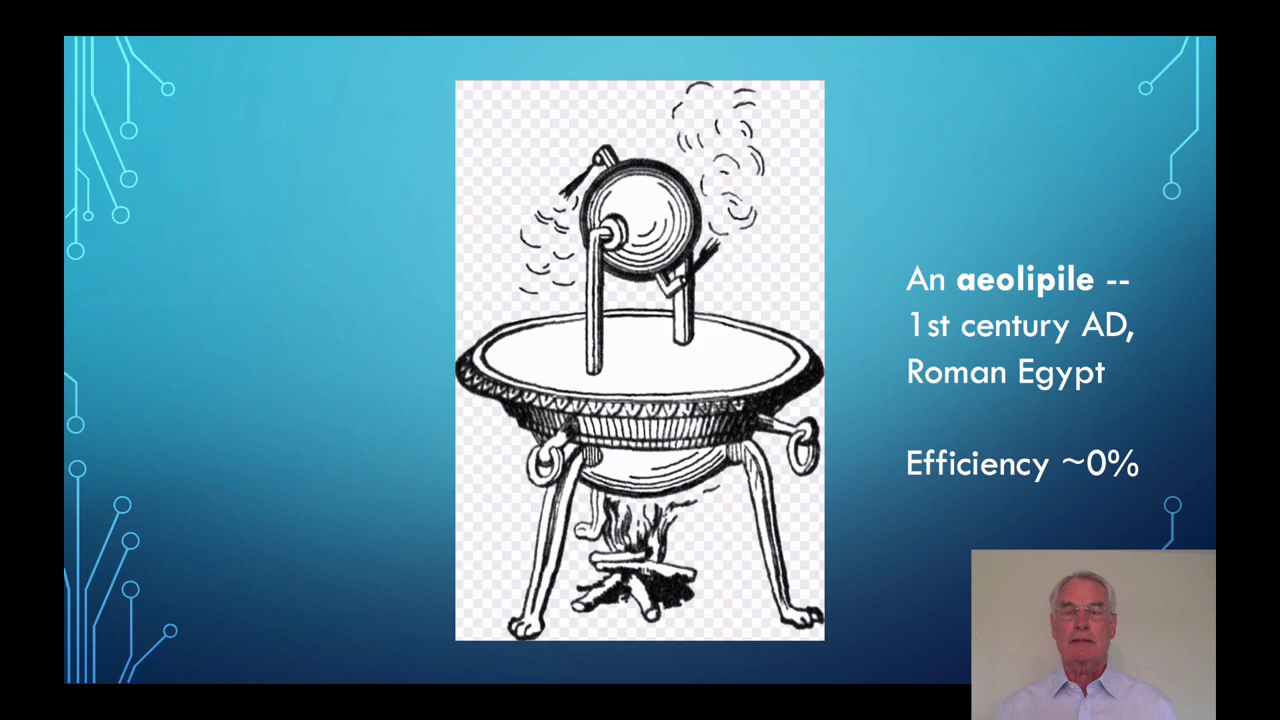 An aeolipile --
1st century AD,
Roman Egypt
Efficiency ~0%